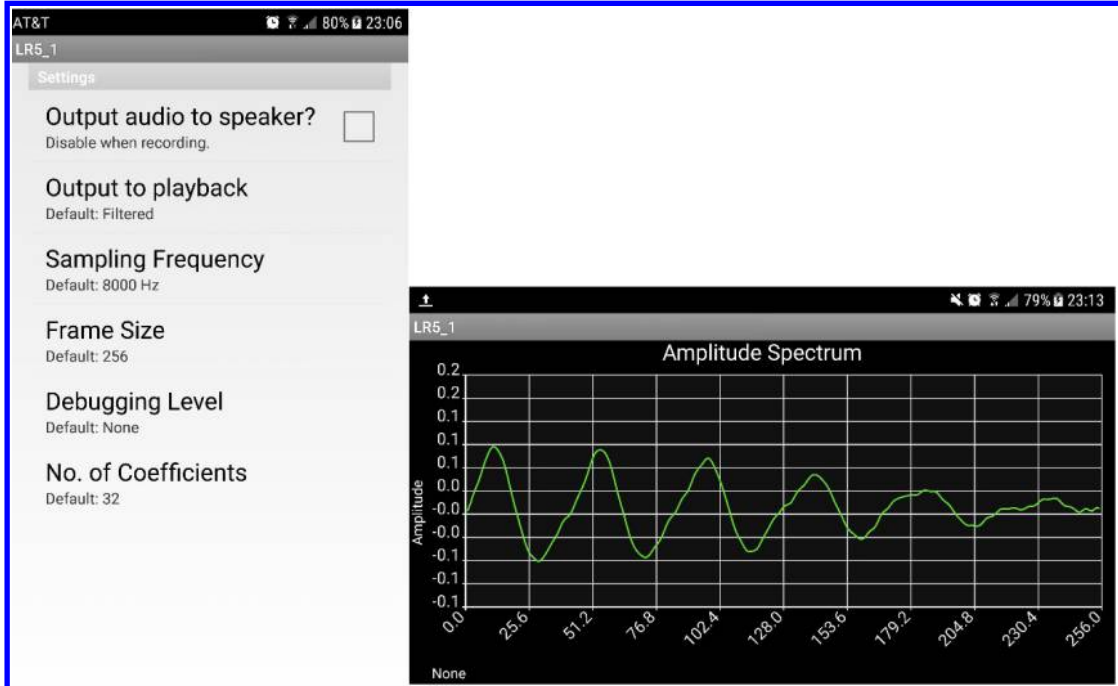 AT&T 80% 23:06
LR5_1
Settings
Output audio to speaker?
Disable when recording.
Output to playback
Default: Filtered
Sampling Frequency
Default: 8000 Hz
Frame Size
Default: 256
Debugging Level
Default: None
No. of Coefficients
Default: 32
79% 23:13
LR5_1
Amplitude Spectrum
Amplitude
0.2
0.2
0.1
0.1
0.1
0.0
-0.0
-0.0
-0.1
-0.1
-0.1
0.0 25.6 51.2 76.8 102.4 128.0 153.6 179.2 204.8 230.4 256.0
None